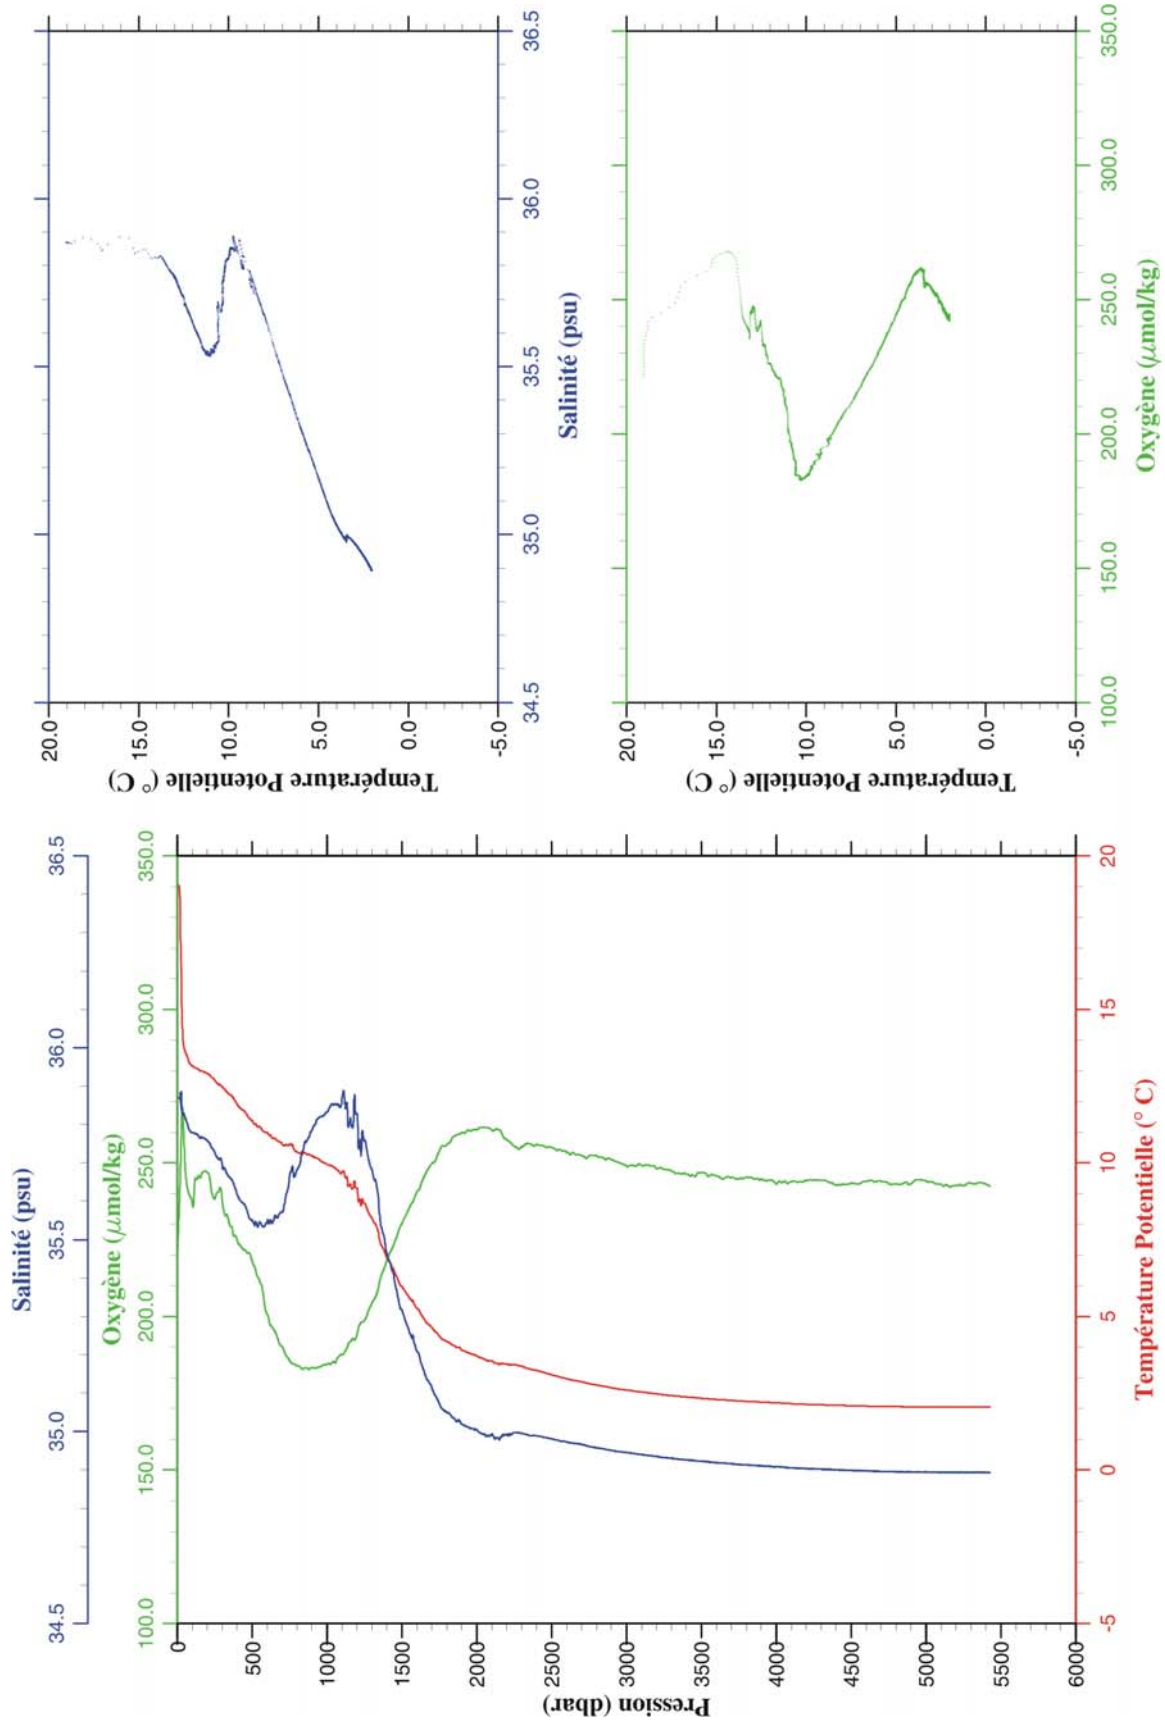 Salinité (psu)
34.5 35.0 35.5 36.0 36.5
Oxygène (µmol/kg)
100.0 150.0 200.0 250.0 300.0 350.0
0
500
1000
1500
2000
2500
3000
3500
4000
4500
5000
5500
6000
Pression (dbar)
-5 0 5 10 15 20
Température Potentielle (° C)
20.0
15.0
10.0
5.0
0.0
-5.0
Température Potentielle (° C)
34.5 35.0 35.5 36.0 36.5
Salinité (psu)
20.0
15.0
10.0
5.0
0.0
-5.0
Température Potentielle (° C)
100.0 150.0 200.0 250.0 300.0 350.0
Oxygène (µmol/kg)